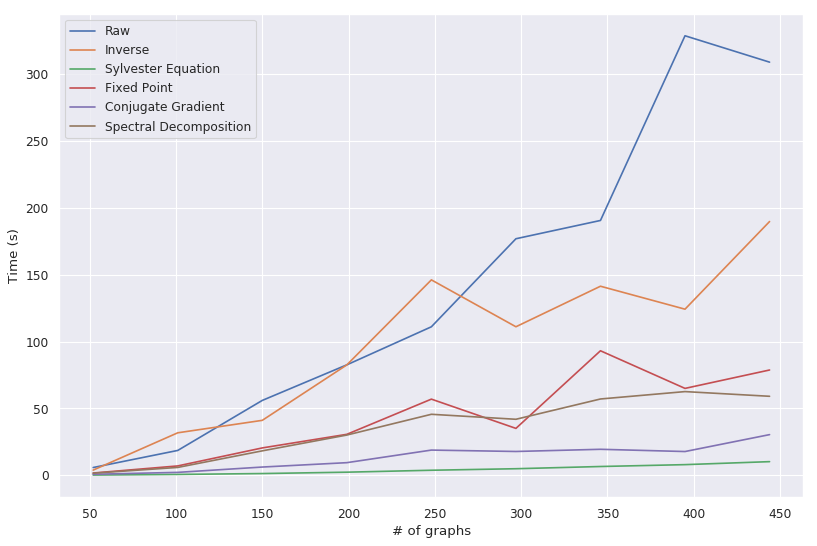 Raw
Inverse
Sylvester Equation
Fixed Point
Conjugate Gradient
Spectral Decomposition
300
250
200
150
100
50
0
Time (s)
50 100 150 200 250 300 350 400 450
# of graphs